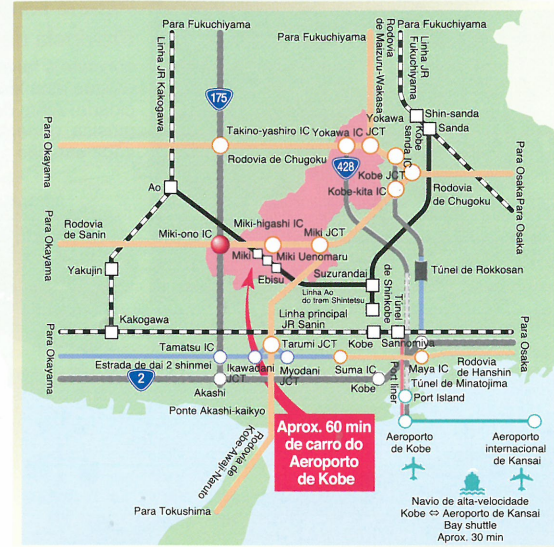 Para Fukuchiyama
Para Fukuchiyama
Para Fukuchiyama
Linha JR Kakogawa
Rodovia
de Maizuru-Wakasa
Linha JR
Fukuchiyama
175
Para Okayama
Takino-yashiro IC
Yokawa IC
Yokawa
JCT
Kobe
sanda IC
Shin-sanda
Sanda
Rodovia de Chugoku
428
Kobe JCT
Kobe-kita IC
Para Osaka
Rodovia
de Chugoku
Para Osaka
Ao
Para Okayama
Rodovia
de Sanin
Miki-ono IC
Miki-higashi IC
Miki JCT
Miki
Miki Uenomaru
Ebisu
Suzurandai
Yakujin
Linha Ao
do trem Shintetsu
Túnel
de Shinkobe
Túnel de Rokkosan
Kakogawa
Linha principal
JR Sanin
Kobe
Sannomiya
Para Okayama
Tamatsu IC
Tarumi JCT
Para Osaka
Estrada de dai 2 shinmei
Ikawadani
JCT
Myodani
JCT
Suma IC
Maya IC
Rodovia
de Hanshin
2
Akashi
Kobe
Port liner
Túnel de Minatojima
Port Island
Ponte Akashi-kaikyo
Aprox. 60 min
de carro do
Aeroporto
de Kobe
Rodovia de
Kobe-Awaji-Naruto
Para Tokushima
Aeroporto
de Kobe
Aeroporto
internacional
de Kansai
Navio de alta-velocidade
Kobe ⇔ Aeroporto de Kansai
Bay shuttle
Aprox. 30 min